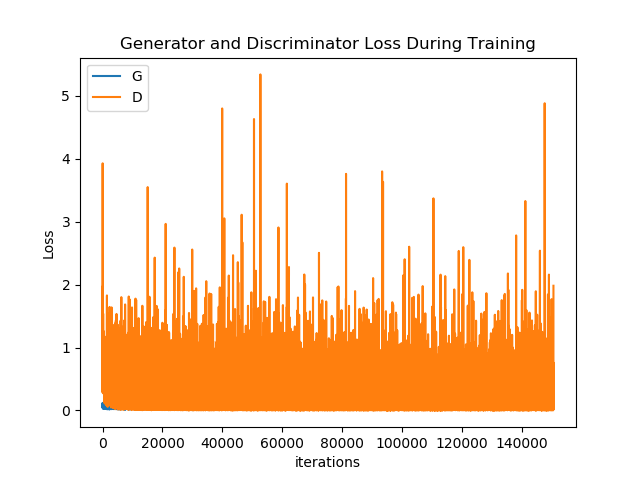 Generator and Discriminator Loss During Training
G
D
5
4
3
2
1
0
Loss
0 20000 40000 60000 80000 100000 120000 140000
iterations